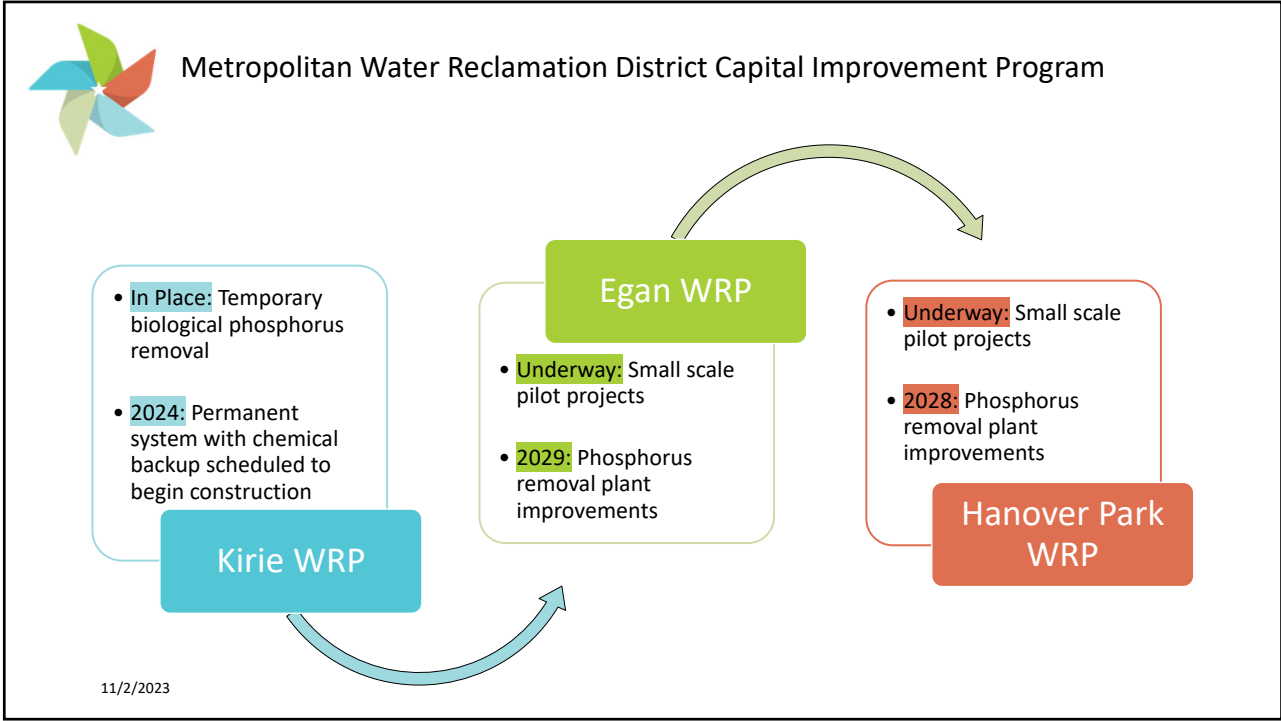 Metropolitan Water Reclamation District Capital Improvement Program
• In Place: Temporary
biological phosphorus
removal
• 2024: Permanent
system with chemical
backup scheduled to
begin construction
Kirie WRP
Egan WRP
• Underway: Small scale
pilot projects
• 2029: Phosphorus
removal plant
improvements
• Underway: Small scale
pilot projects
• 2028: Phosphorus
removal plant
improvements
Hanover Park
WRP
11/2/2023